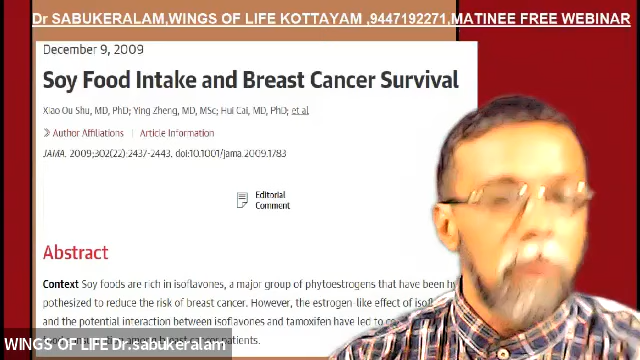 Dr SABUKERALAM,WINGS OF LIFE KOTTAYAM ,9447192271,MATINEE FREE WEBINAR
December 9, 2009
Soy Food Intake and Breast Cancer Survival
Xiao Ou Shu, MD, PhD; Ying Zheng, MD, MSc; Hui Cai, MD, PhD; et al
Author Affiliations | Article Information
JAMA. 2009;302(22):2437-2443. doi:10.1001/jama.2009.1783
Editorial
Comment
Abstract
Context Soy foods are rich in isoflavones, a major group of phytoestrogens that have been hy
pothesized to reduce the risk of breast cancer. However, the estrogen-like effect of isofl
and the potential interaction between isoflavones and tamoxifen have led to
patients.
WINGS OF LIFE Dr.sabukeralam